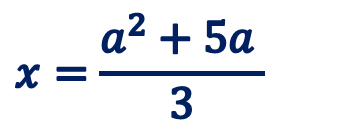 x = (a² + 5a) / 3